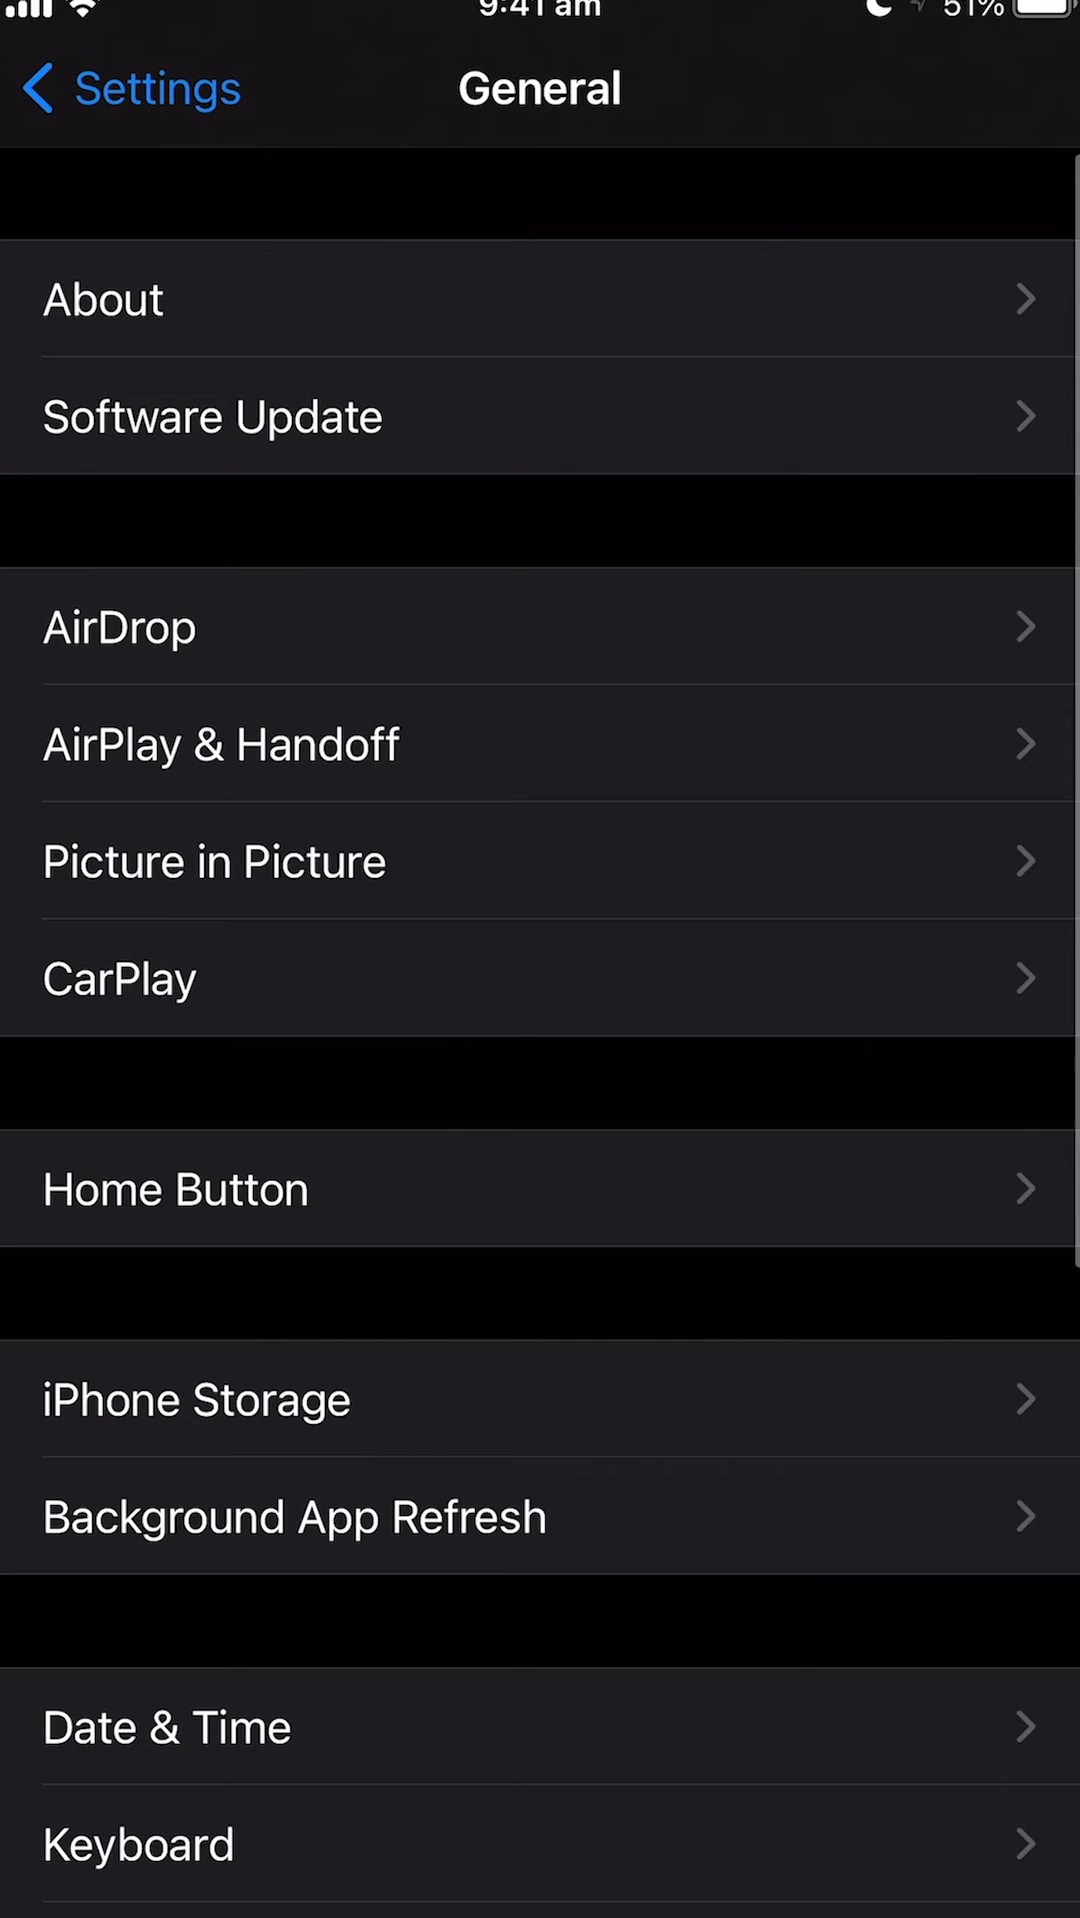 9:41 am 51%
Settings General
About
Software Update
AirDrop
AirPlay & Handoff
Picture in Picture
CarPlay
Home Button
iPhone Storage
Background App Refresh
Date & Time
Keyboard